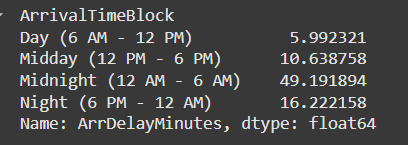 ArrivalTimeBlock
Day (6 AM - 12 PM) 5.992321
Midday (12 PM - 6 PM) 10.638758
Midnight (12 AM - 6 AM) 49.191894
Night (6 PM - 12 AM) 16.222158
Name: ArrDelayMinutes, dtype: float64